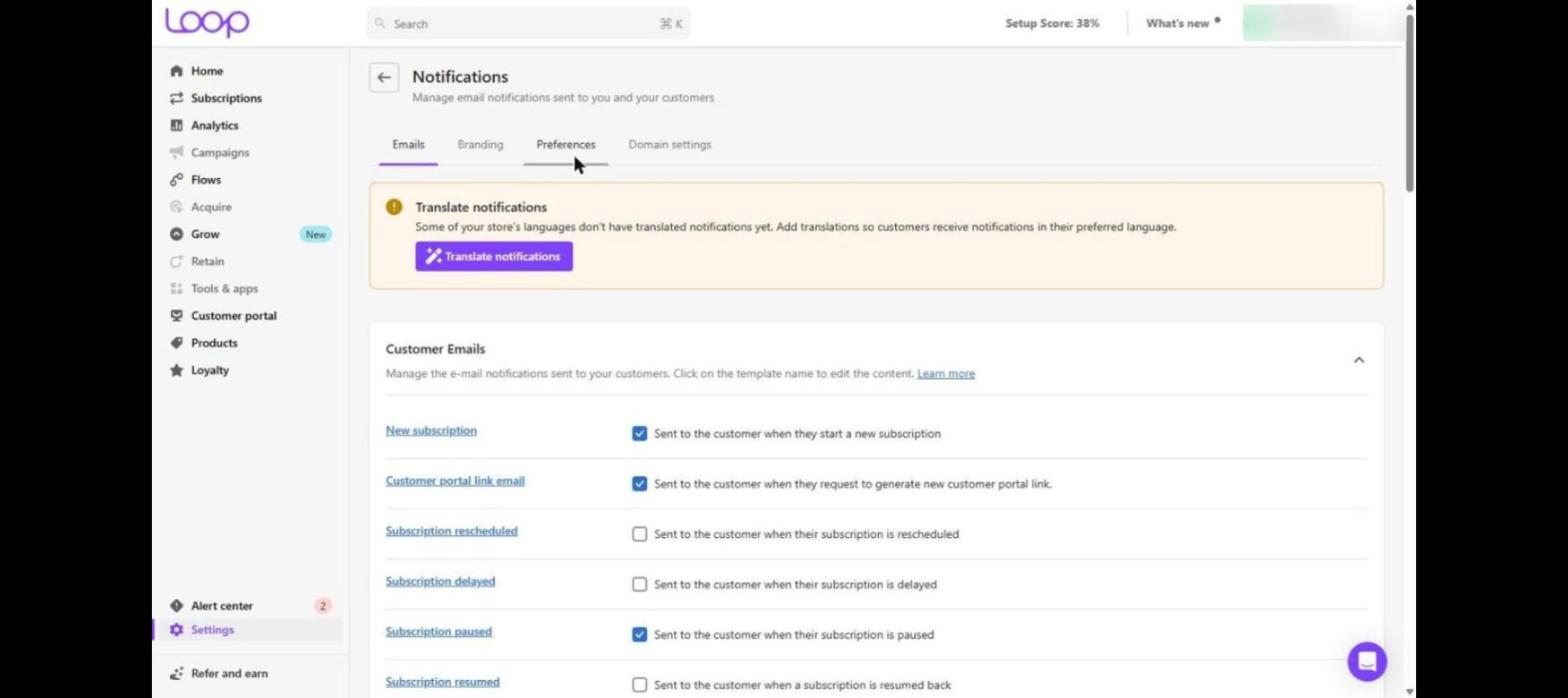 Loop
Search
⌘ K
Setup Score: 38%
What's new
Home
Subscriptions
Analytics
Campaigns
Flows
Acquire
Grow New
Retain
Tools & apps
Customer portal
Products
Loyalty
Alert center 2
Settings
Refer and earn
Notifications
Manage email notifications sent to you and your customers
Emails Branding Preferences Domain settings
Translate notifications
Some of your store's languages don't have translated notifications yet. Add translations so customers receive notifications in their preferred language.
Translate notifications
Customer Emails
Manage the e-mail notifications sent to your customers. Click on the template name to edit the content. Learn more
New subscription Sent to the customer when they start a new subscription
Customer portal link email Sent to the customer when they request to generate new customer portal link.
Subscription rescheduled Sent to the customer when their subscription is rescheduled
Subscription delayed Sent to the customer when their subscription is delayed
Subscription paused Sent to the customer when their subscription is paused
Subscription resumed Sent to the customer when a subscription is resumed back